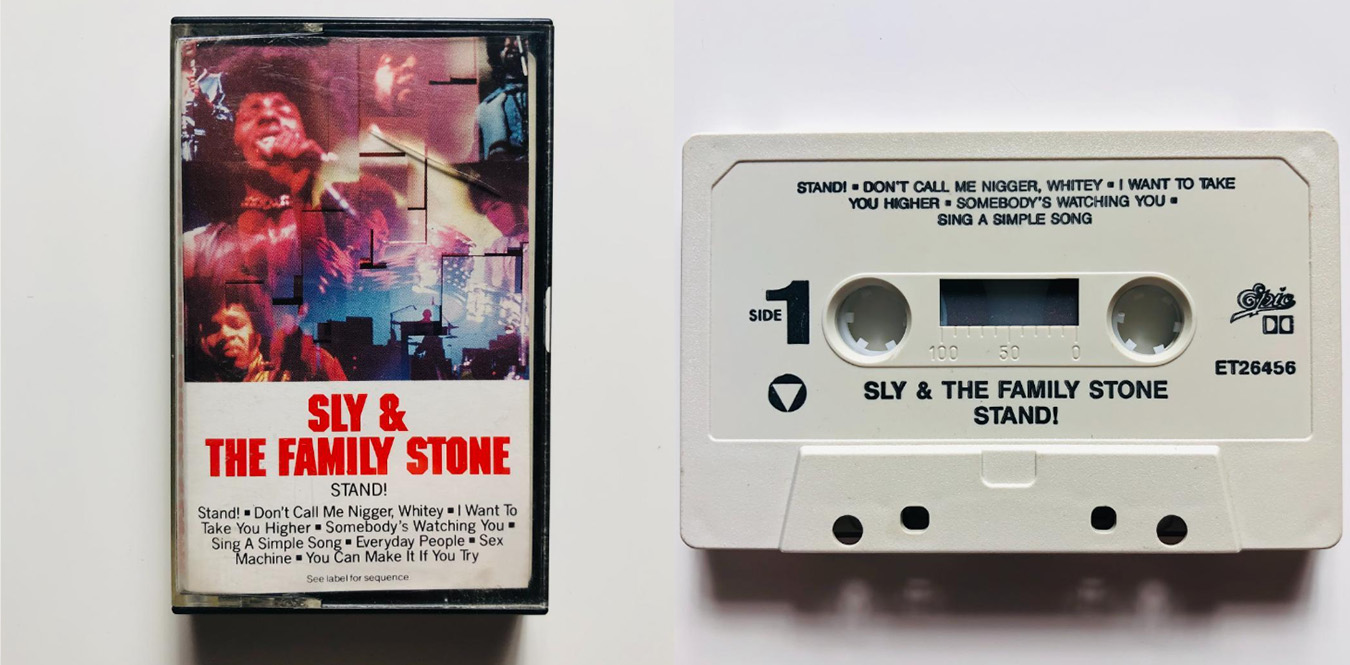 SLY &
THE FAMILY STONE
STAND!
Stand! ▪ Don't Call Me Nigger, Whitey ▪ I Want To
Take You Higher ▪ Somebody's Watching You ▪
Sing A Simple Song ▪ Everyday People ▪ Sex
Machine ▪ You Can Make It If You Try
See label for sequence
STAND! ▪ DON'T CALL ME NIGGER, WHITEY ▪ I WANT TO TAKE
YOU HIGHER ▪ SOMEBODY'S WATCHING YOU ▪
SING A SIMPLE SONG
SIDE 1
Epic
100 50 0
ET26456
SLY & THE FAMILY STONE
STAND!